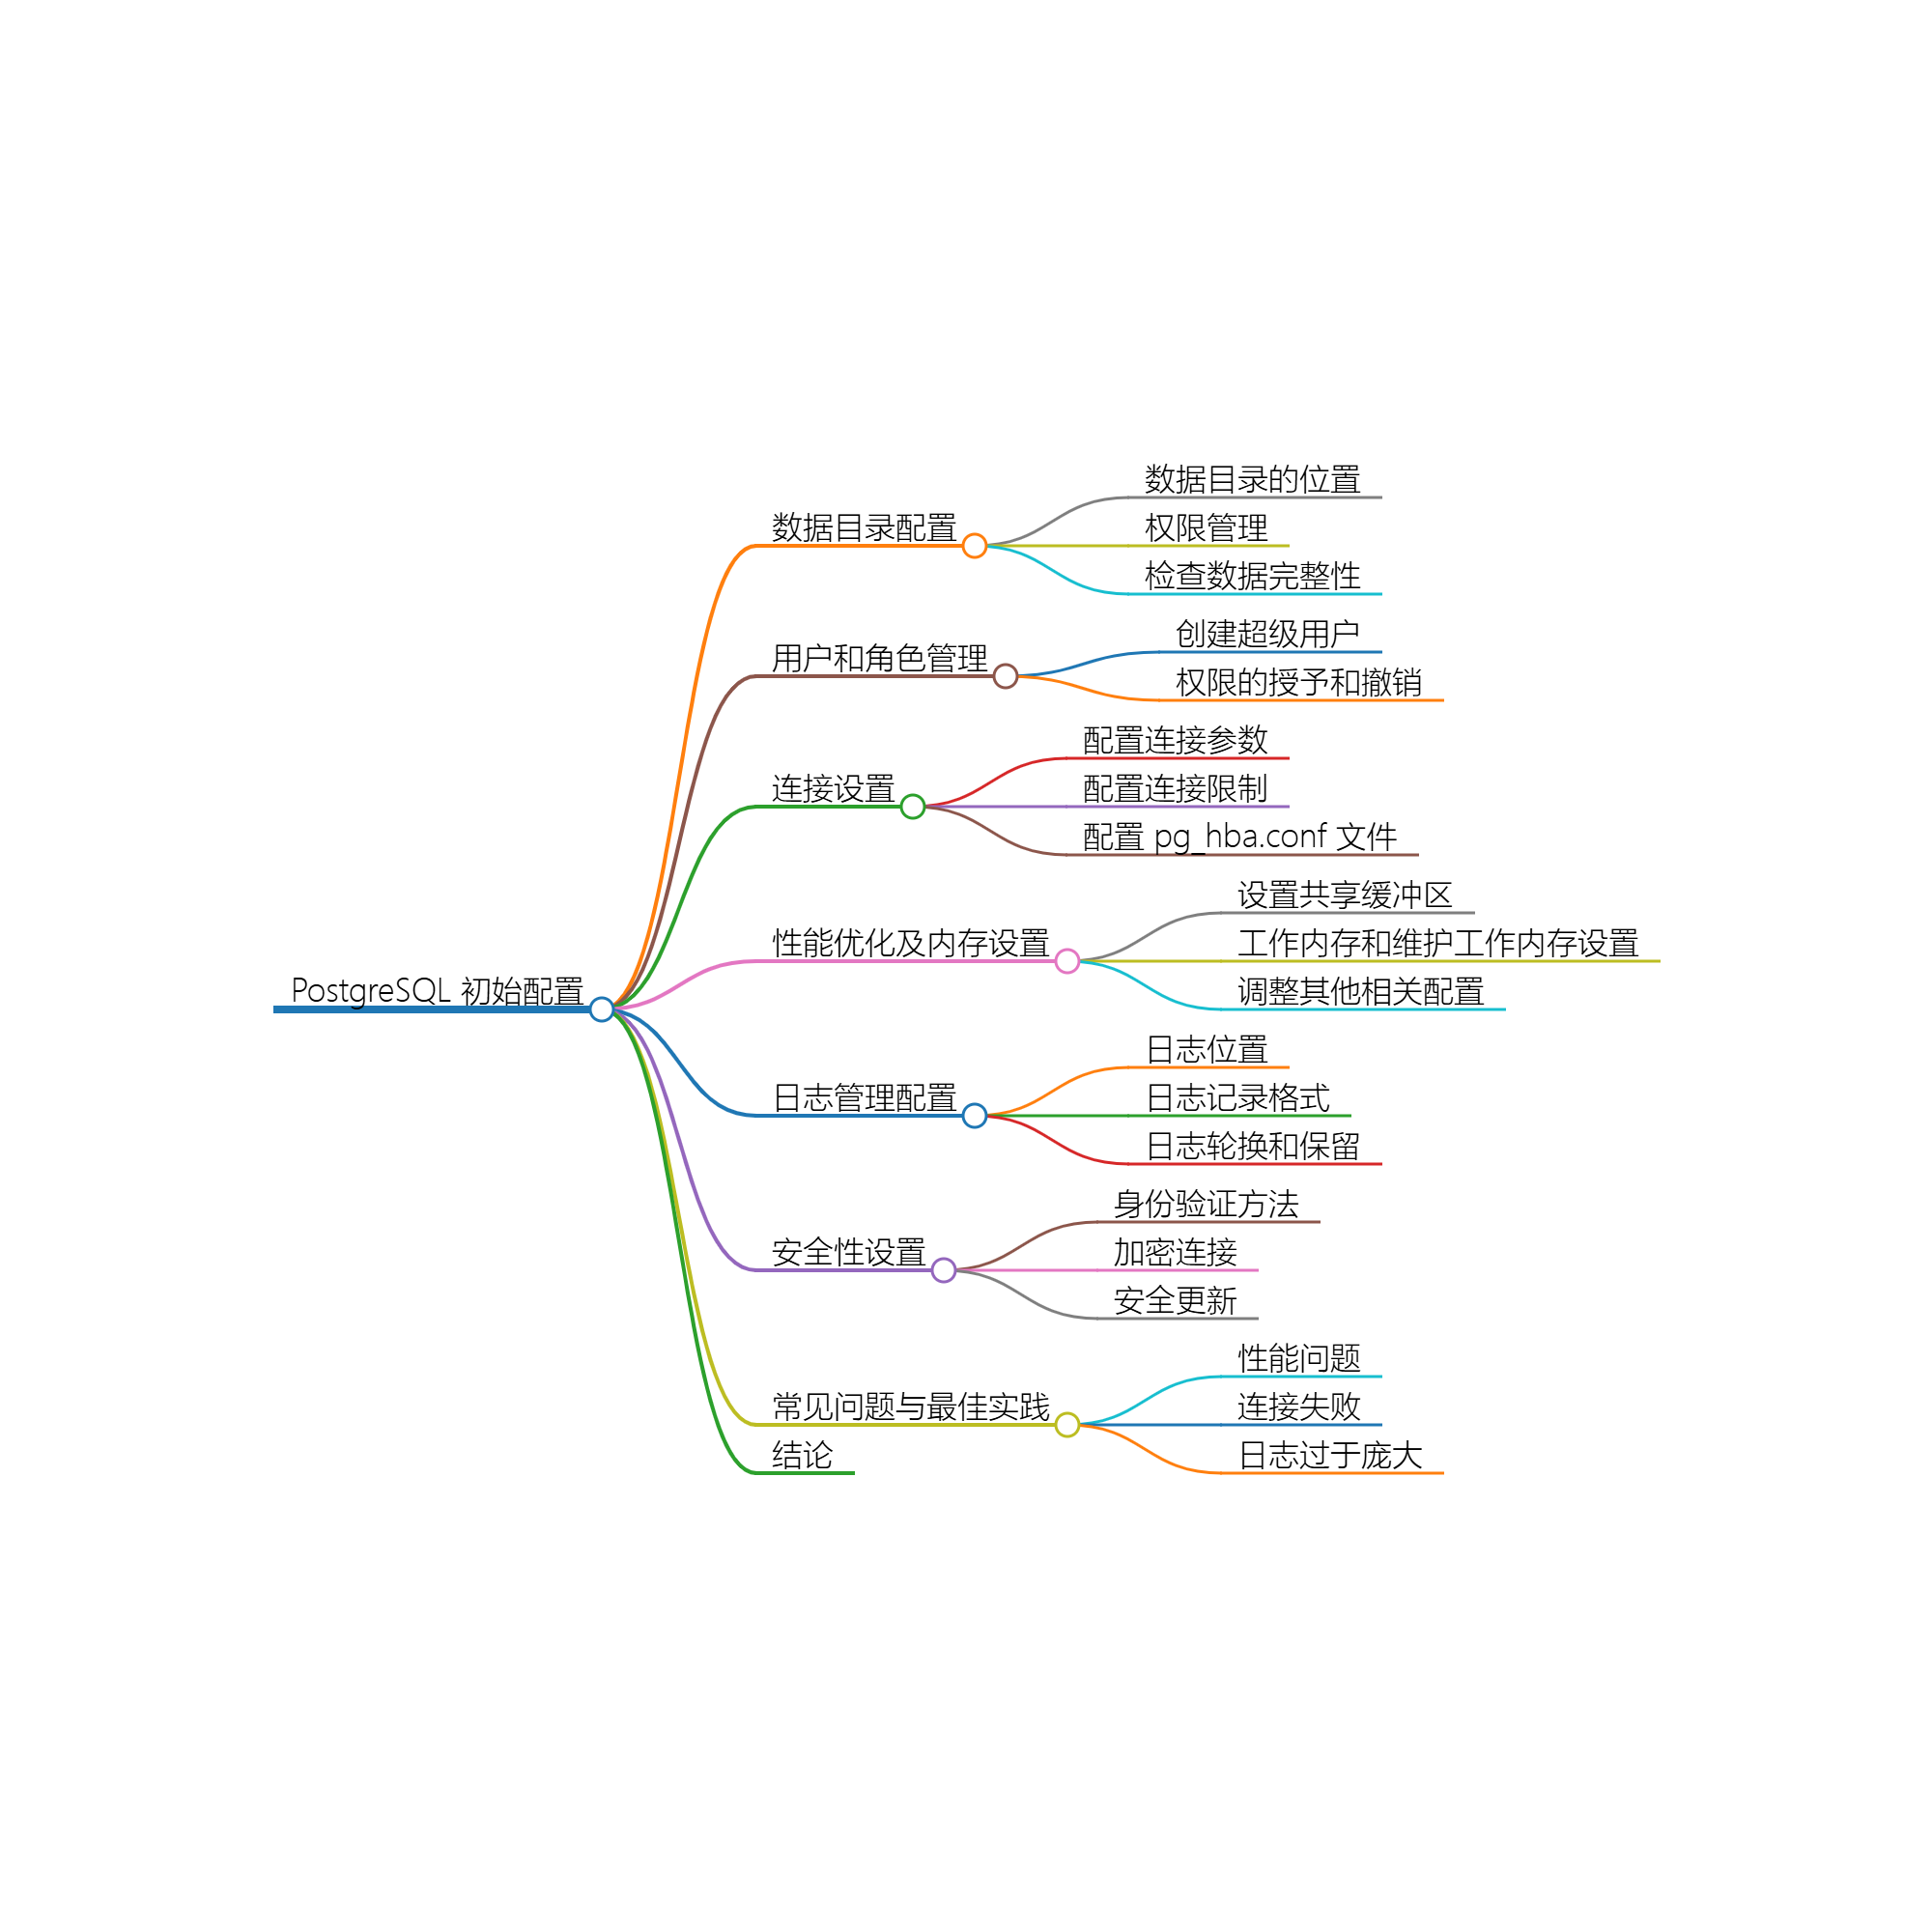 PostgreSQL 初始配置
数据目录配置
数据目录的位置
权限管理
检查数据完整性
用户和角色管理
创建超级用户
权限的授予和撤销
连接设置
配置连接参数
配置连接限制
配置 pg_hba.conf 文件
性能优化及内存设置
设置共享缓冲区
工作内存和维护工作内存设置
调整其他相关配置
日志管理配置
日志位置
日志记录格式
日志轮换和保留
安全性设置
身份验证方法
加密连接
安全更新
常见问题与最佳实践
性能问题
连接失败
日志过于庞大
结论